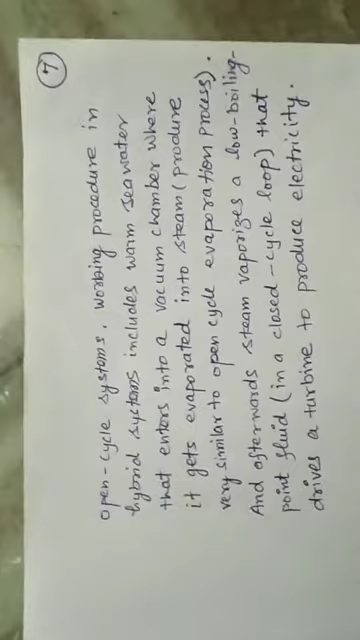 7
open-cycle systems. working procedure in
hybrid systems includes warm seawater
that enters into a vacuum chamber where
it gets evaporated into steam (produre
very similar to open cycle evaporation process).
And afterwards steam vaporizes a low-boiling-
point fluid (in a closed-cycle loop) that
drives a turbine to produce electricity.